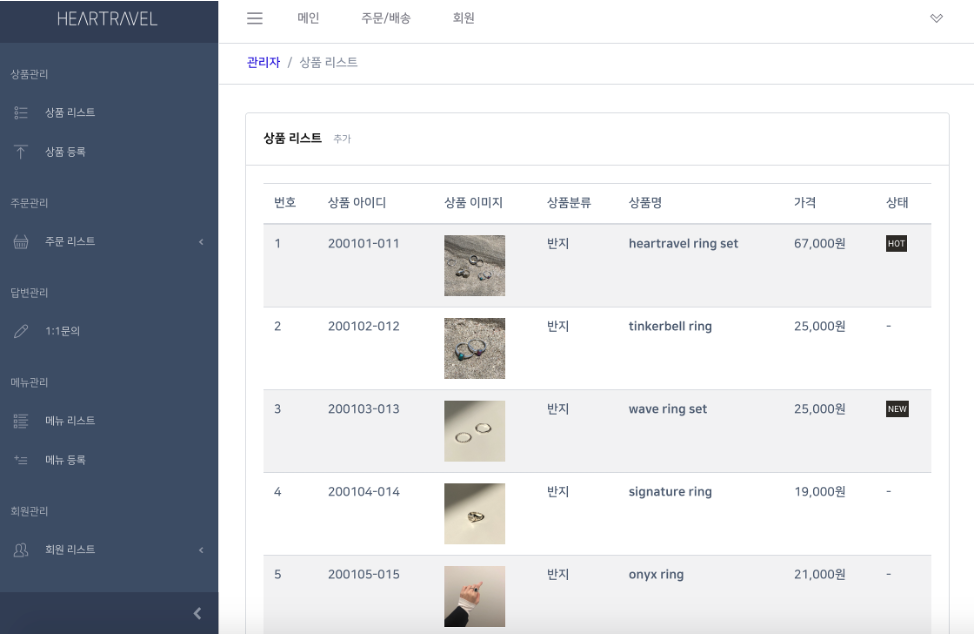 HEARTRAVEL
상품관리
상품 리스트
상품 등록
주문관리
주문 리스트
답변관리
1:1문의
메뉴관리
메뉴 리스트
메뉴 등록
회원관리
회원 리스트
메인 주문/배송 회원
관리자 / 상품 리스트
상품 리스트 추가
번호 상품 아이디 상품 이미지 상품분류 상품명 가격 상태
1 200101-011 반지 heartravel ring set 67,000원 HOT
2 200102-012 반지 tinkerbell ring 25,000원 -
3 200103-013 반지 wave ring set 25,000원 NEW
4 200104-014 반지 signature ring 19,000원 -
5 200105-015 반지 onyx ring 21,000원 -